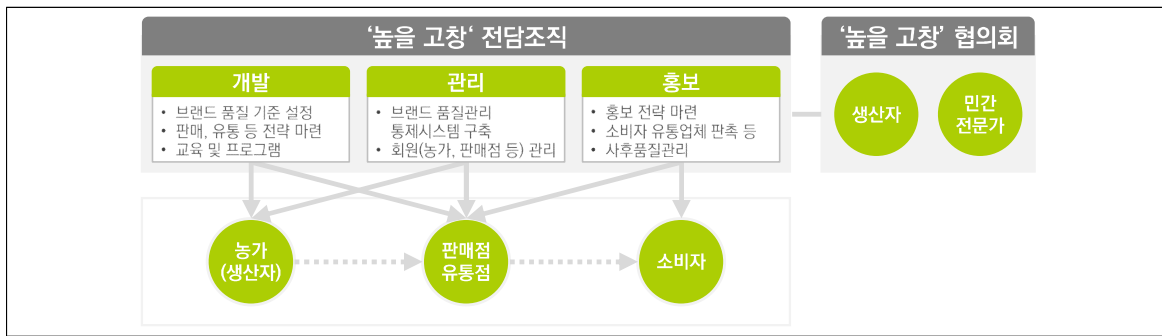 ‘높을 고창‘ 전담조직
‘높을 고창’ 협의회
개발
• 브랜드 품질 기준 설정
• 판매, 유통 등 전략 마련
• 교육 및 프로그램
관리
• 브랜드 품질관리
통제시스템 구축
• 회원(농가, 판매점 등) 관리
홍보
• 홍보 전략 마련
• 소비자 유통업체 판촉 등
• 사후품질관리
생산자
민간
전문가
농가
(생산자)
판매점
유통점
소비자